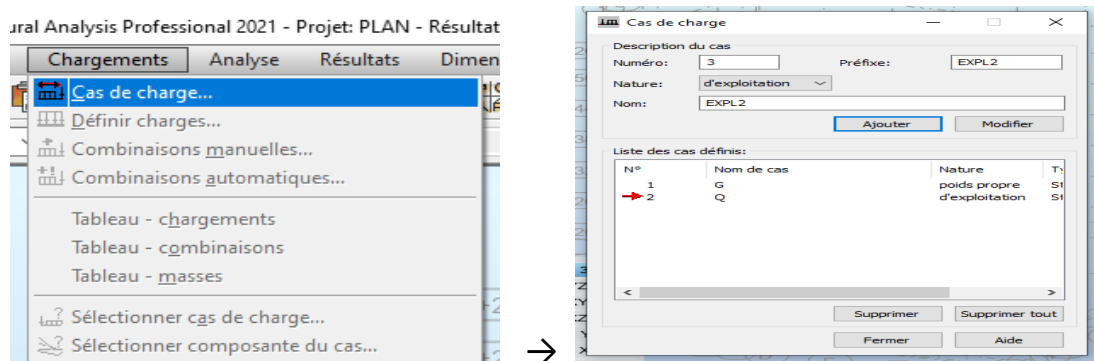 ural Analysis Professional 2021 - Projet: PLAN - Résultat
Chargements Analyse Résultats Dimen
Cas de charge...
Définir charges...
Combinaisons manuelles...
Combinaisons automatiques...
Tableau - chargements
Tableau - combinaisons
Tableau - masses
Sélectionner cas de charge...
Sélectionner composante du cas...
→
Cas de charge
Description du cas
Numéro: 3 Préfixe: EXPL2
Nature: d'exploitation
Nom: EXPL2
Ajouter Modifier
Liste des cas définis:
N° Nom de cas Nature Ty
1 G poids propre St
2 Q d'exploitation St
Supprimer Supprimer tout
Fermer Aide